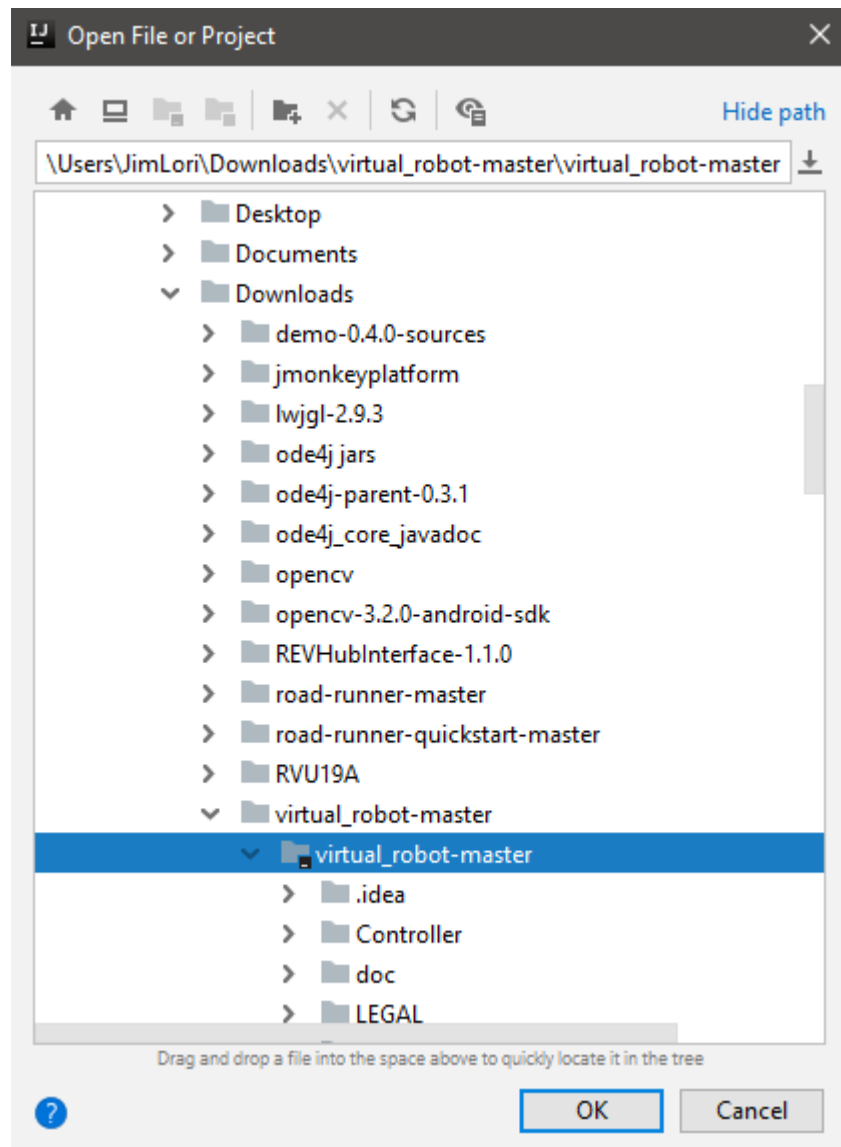 IJ Open File or Project
Hide path
\Users\JimLori\Downloads\virtual_robot-master\virtual_robot-master
Desktop
Documents
Downloads
demo-0.4.0-sources
jmonkeyplatform
lwjgl-2.9.3
ode4j jars
ode4j-parent-0.3.1
ode4j_core_javadoc
opencv
opencv-3.2.0-android-sdk
REVHubInterface-1.1.0
road-runner-master
road-runner-quickstart-master
RVU19A
virtual_robot-master
virtual_robot-master
.idea
Controller
doc
LEGAL
Drag and drop a file into the space above to quickly locate it in the tree
? OK Cancel